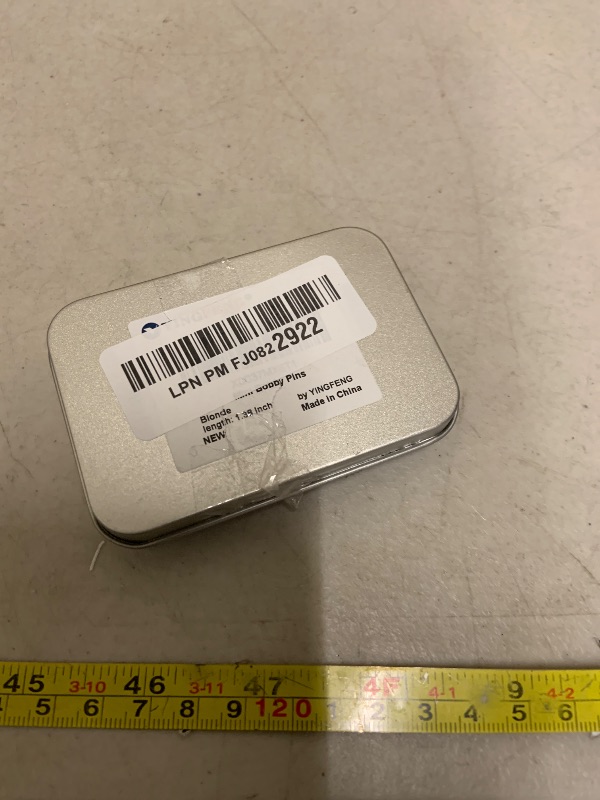 LPN PM FJ0822922
Bobby Pins
Blonde
length: 1.38 inch
by YINGFENG
NEW
Made in China
45 3-10 46 3-11 47 4-1 9 4-2
5 6 7 8 9 120 1 2 3 4 5 6